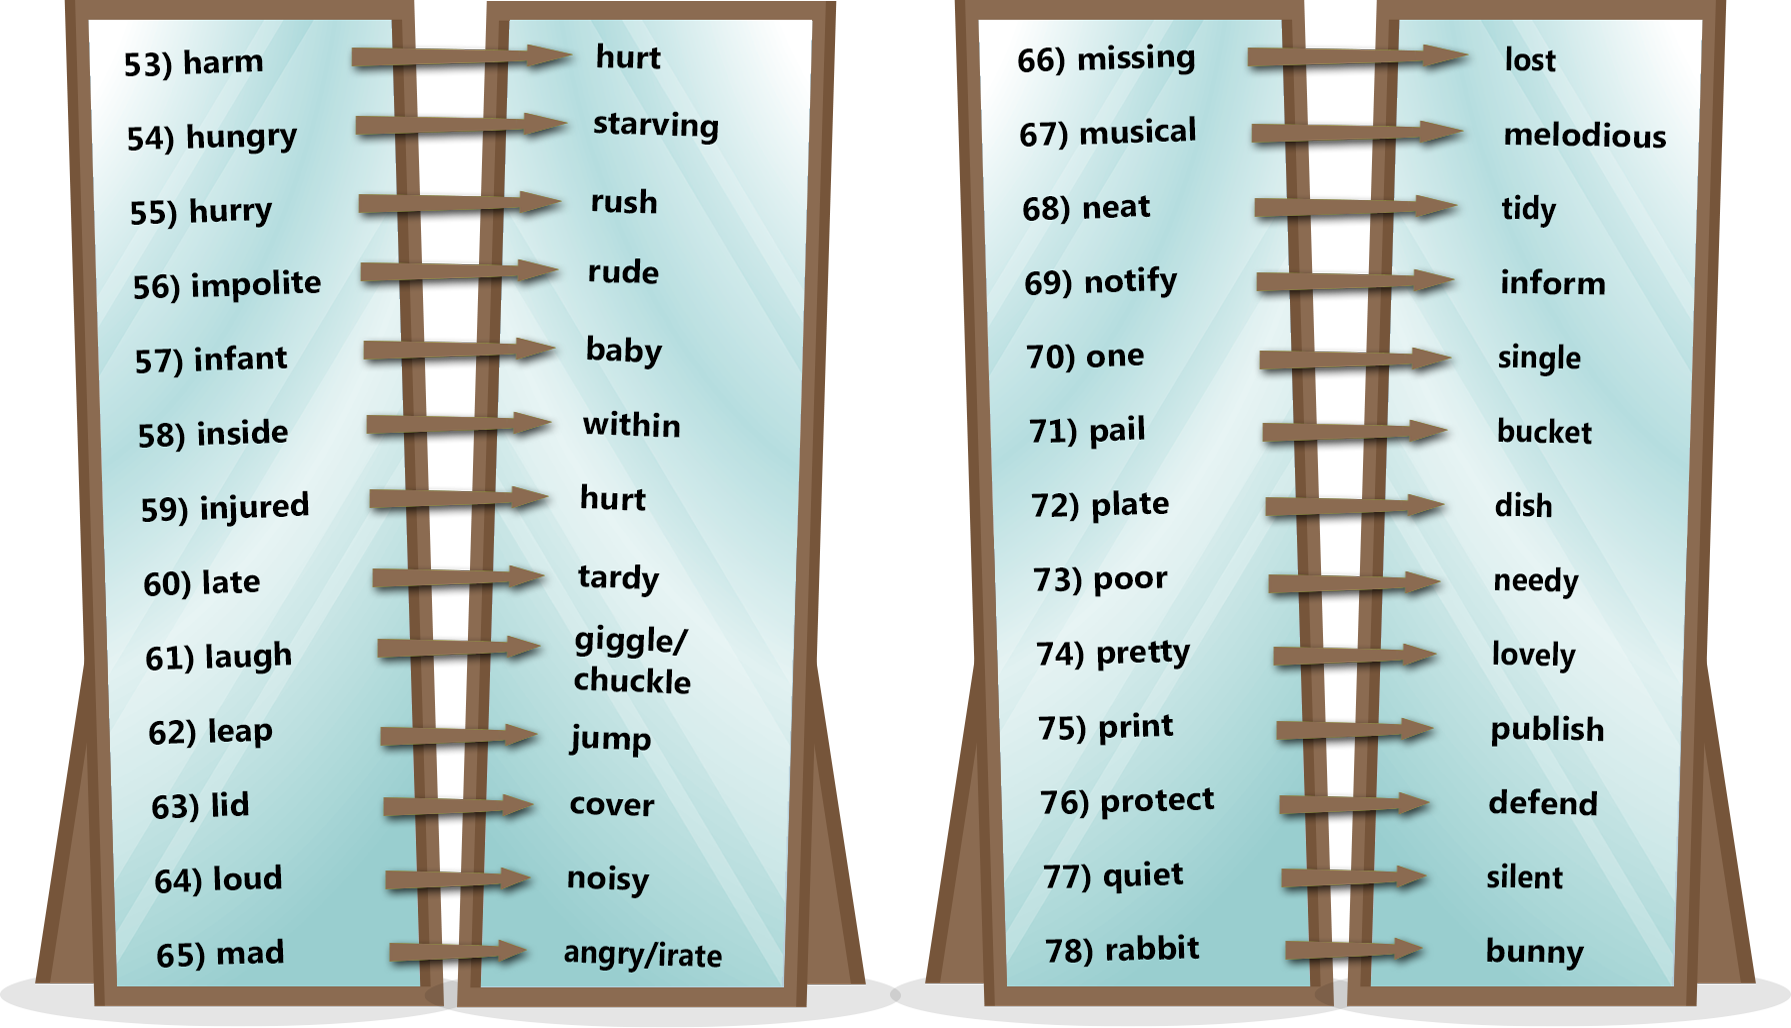 53) harm hurt
54) hungry starving
55) hurry rush
56) impolite rude
57) infant baby
58) inside within
59) injured hurt
60) late tardy
61) laugh giggle/
chuckle
62) leap jump
63) lid cover
64) loud noisy
65) mad angry/irate
66) missing lost
67) musical melodious
68) neat tidy
69) notify inform
70) one single
71) pail bucket
72) plate dish
73) poor needy
74) pretty lovely
75) print publish
76) protect defend
77) quiet silent
78) rabbit bunny